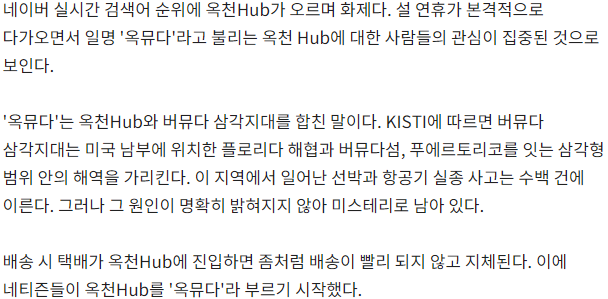 네이버 실시간 검색어 순위에 옥천Hub가 오르며 화제다. 설 연휴가 본격적으로
다가오면서 일명 '옥뮤다'라고 불리는 옥천 Hub에 대한 사람들의 관심이 집중된 것으로
보인다.
'옥뮤다'는 옥천Hub와 버뮤다 삼각지대를 합친 말이다. KISTI에 따르면 버뮤다
삼각지대는 미국 남부에 위치한 플로리다 해협과 버뮤다섬, 푸에르토리코를 잇는 삼각형
범위 안의 해역을 가리킨다. 이 지역에서 일어난 선박과 항공기 실종 사고는 수백 건에
이른다. 그러나 그 원인이 명확히 밝혀지지 않아 미스테리로 남아 있다.
배송 시 택배가 옥천Hub에 진입하면 좀처럼 배송이 빨리 되지 않고 지체된다. 이에
네티즌들이 옥천Hub를 '옥뮤다'라 부르기 시작했다.